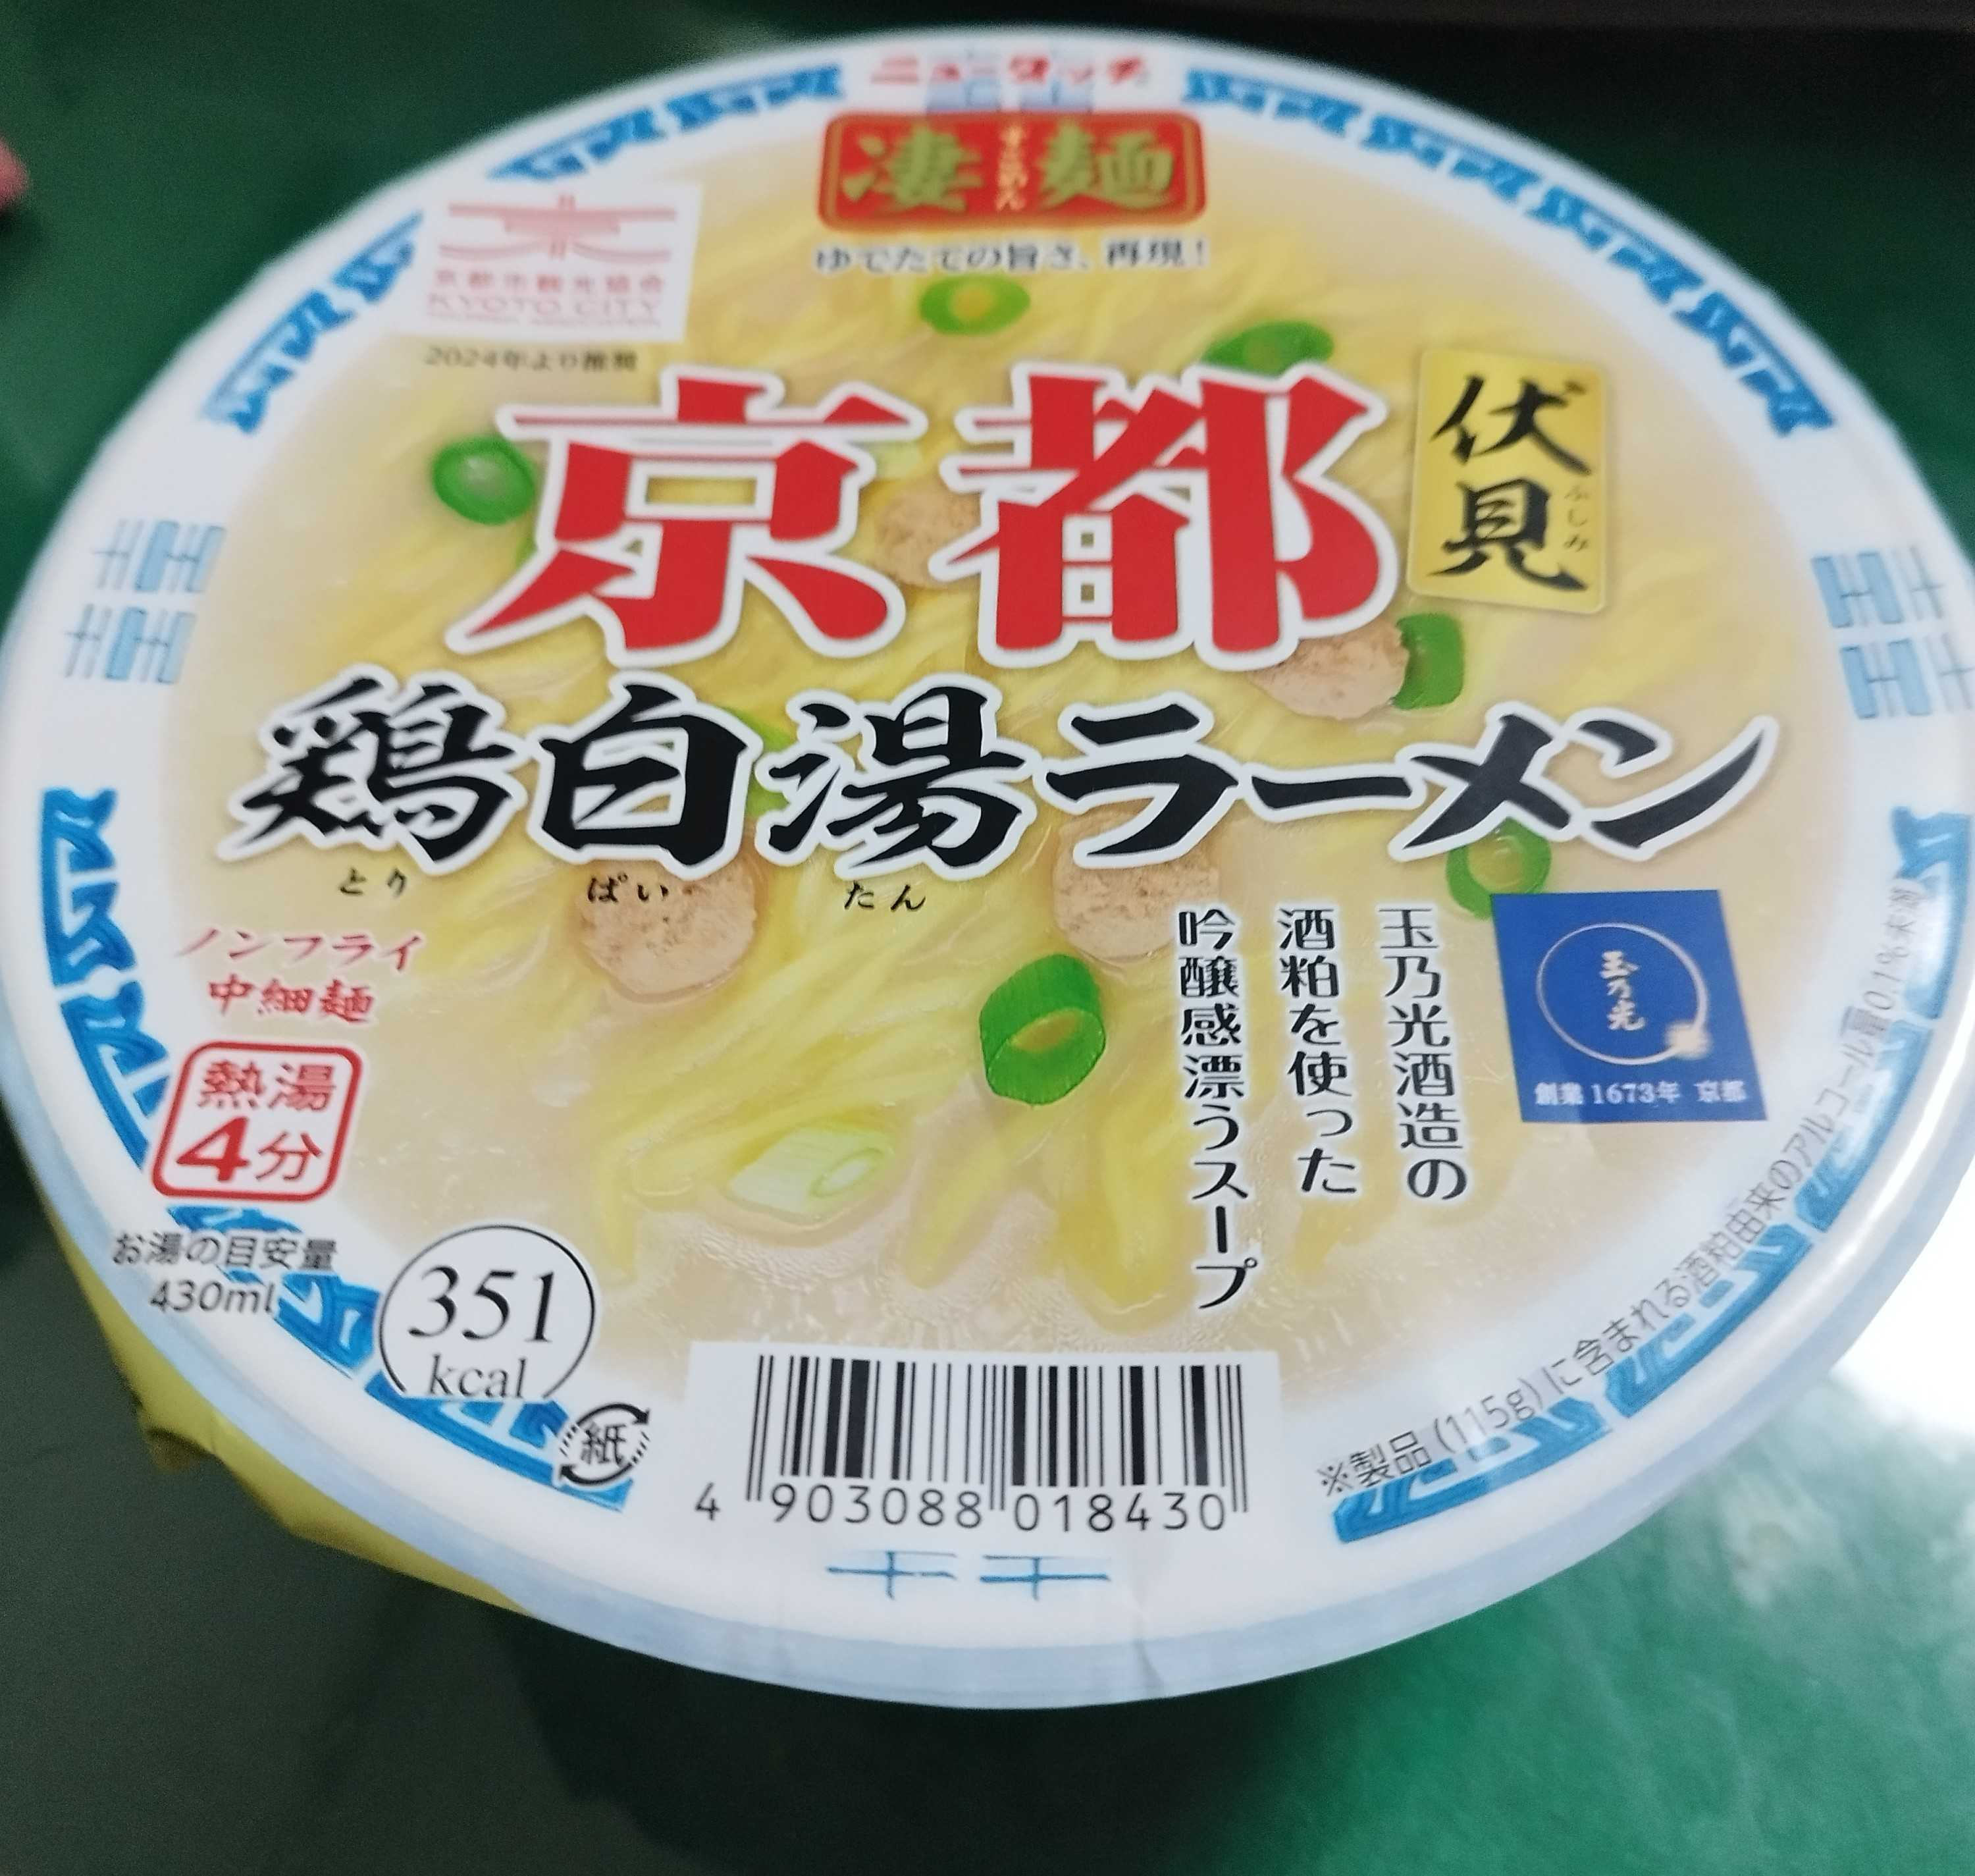 ニュータッチ
凄麺
すごめん
ゆでたての旨さ、再現!
京都市観光協会
KYOTO CITY
2024年より推奨
京都
伏見
ふしみ
鶏白湯ラーメン
とり ぱい たん
ノンフライ
中細麺
熱湯
4分
お湯の目安量
430ml
351
kcal
紙
玉乃光酒造の
酒粕を使った
吟醸感漂うスープ
玉乃光
創業 1673年 京都
※製品(115g)に含まれる酒粕由来のアルコール量0.1%未満
4 903088 018430